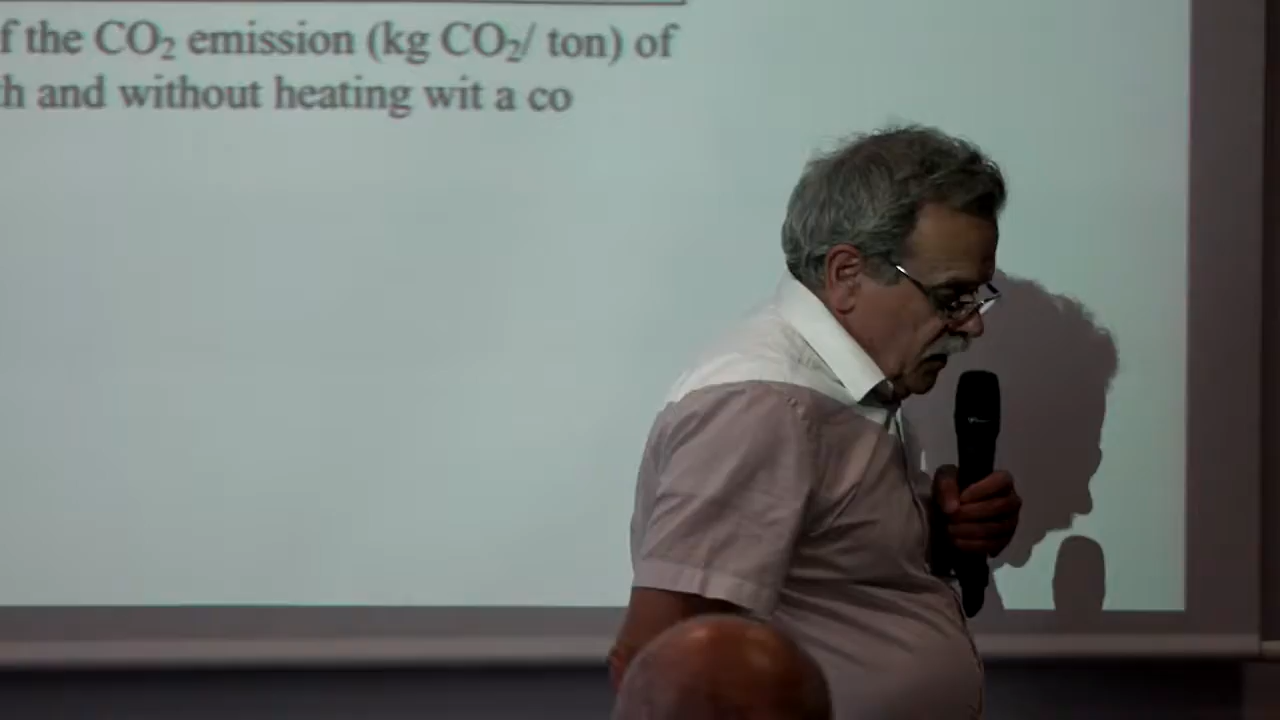 f the CO₂ emission (kg CO₂/ ton) of
h and without heating wit a co